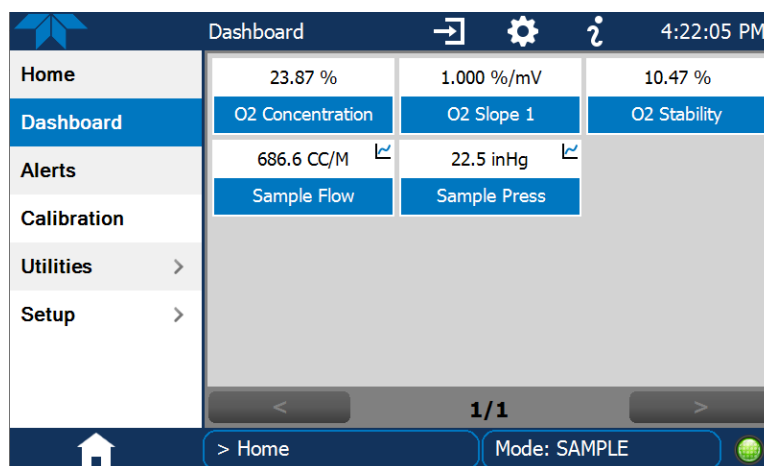 Dashboard
4:22:05 PM
Home
Dashboard
Alerts
Calibration
Utilities >
Setup >
23.87 %
O2 Concentration
1.000 %/mV
O2 Slope 1
10.47 %
O2 Stability
686.6 CC/M
Sample Flow
22.5 inHg
Sample Press
< 1/1 >
> Home
Mode: SAMPLE